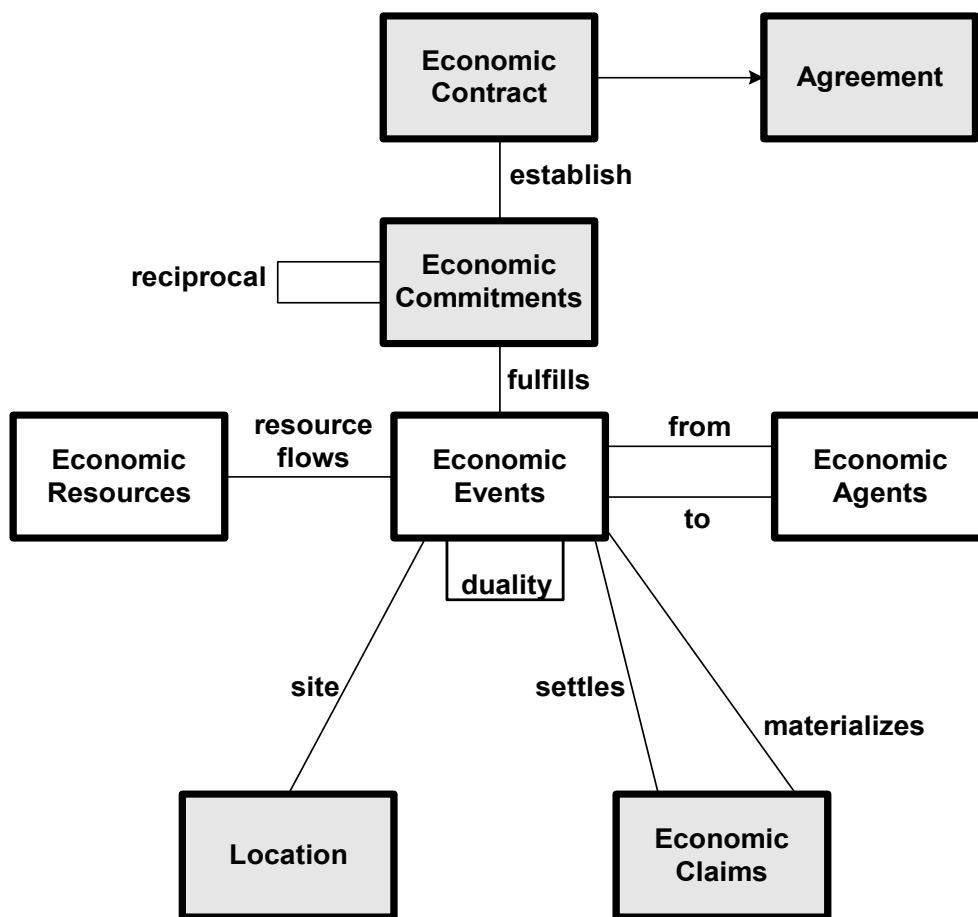 Economic
Contract
Agreement
establish
reciprocal
Economic
Commitments
fulfills
Economic
Resources
resource
flows
Economic
Events
from
to
Economic
Agents
duality
site
settles
materializes
Location
Economic
Claims